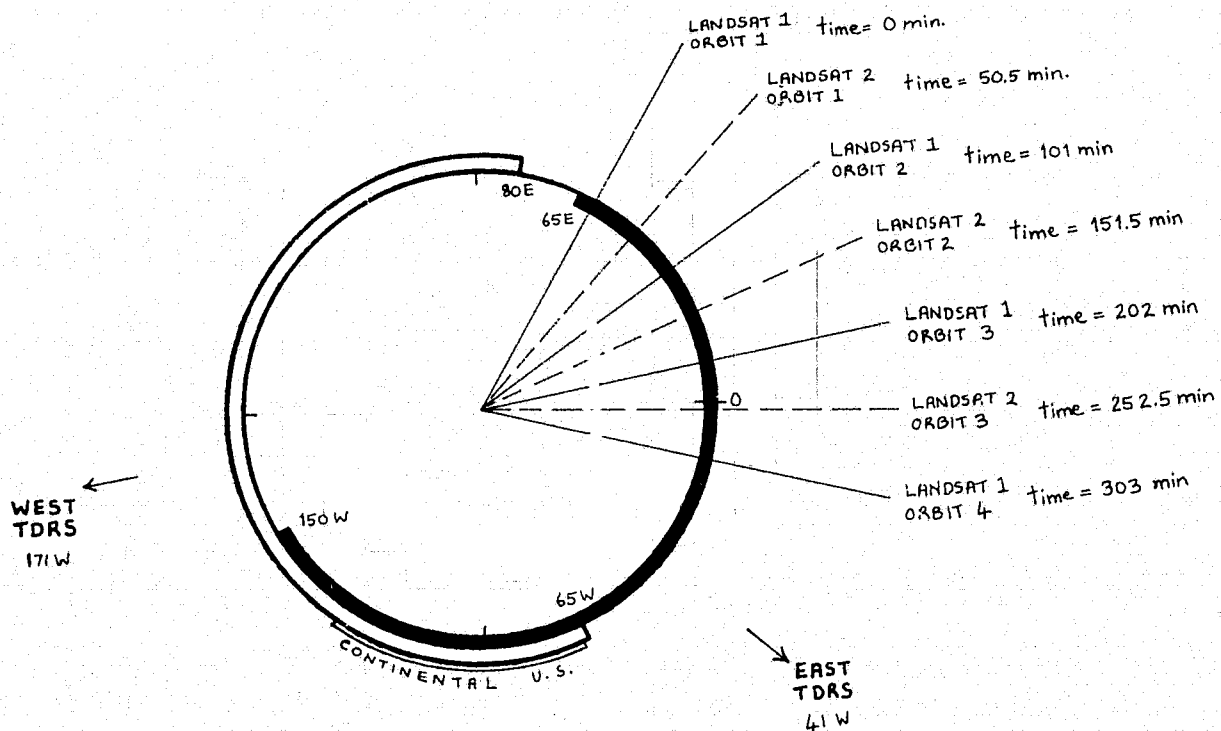 LANDSAT 1 time = 0 min.
ORBIT 1
LANDSAT 2 time = 50.5 min.
ORBIT 1
LANDSAT 1 time = 101 min
ORBIT 2
LANDSAT 2 time = 151.5 min
ORBIT 2
LANDSAT 1 time = 202 min
ORBIT 3
LANDSAT 2 time = 252.5 min
ORBIT 3
LANDSAT 1 time = 303 min
ORBIT 4
80E
65E
0
WEST
TDRS
171 W
150 W
65W
CONTINENTAL U.S.
EAST
TDRS
41 W